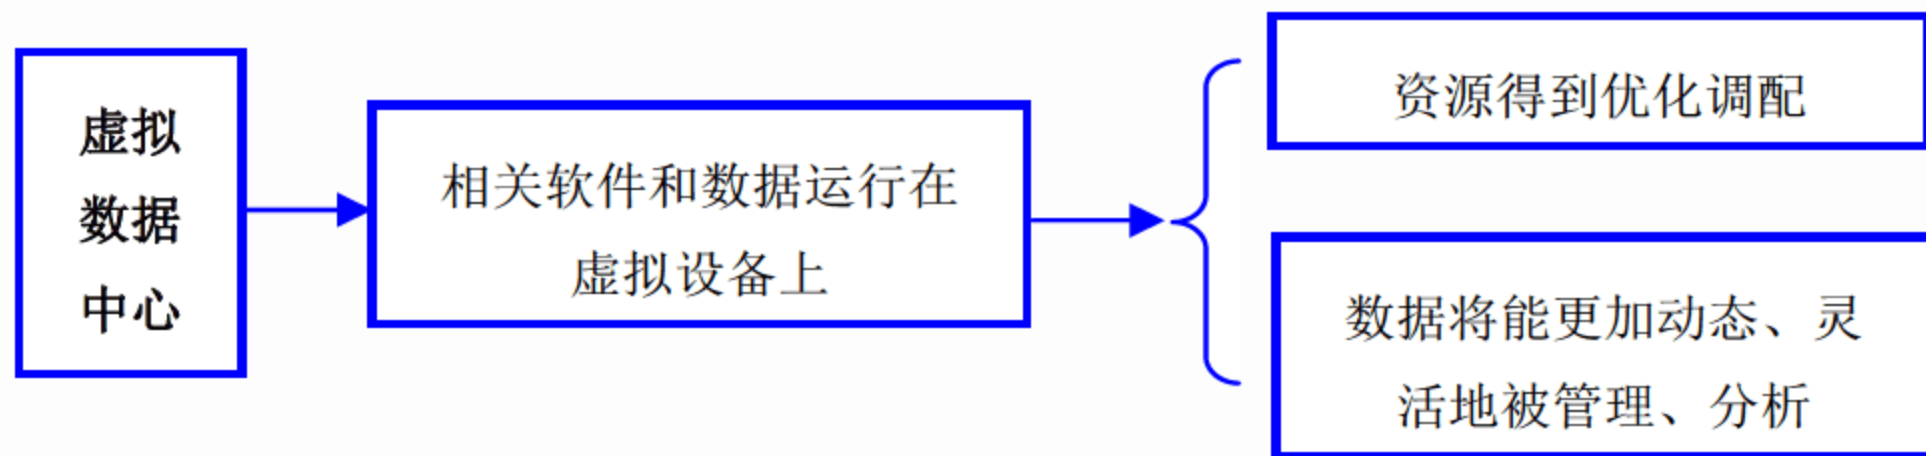 虚拟
数据
中心
相关软件和数据运行在
虚拟设备上
资源得到优化调配
数据将能更加动态、灵
活地被管理、分析